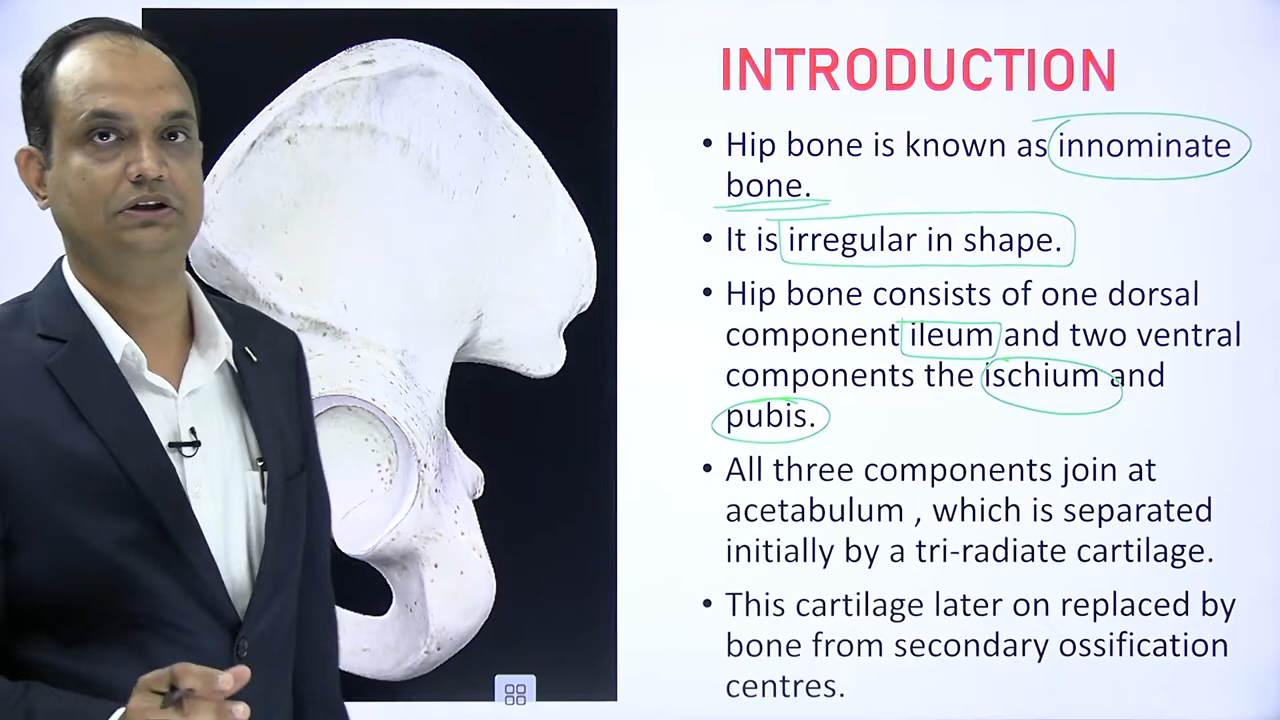 INTRODUCTION
• Hip bone is known as innominate
bone.
• It is irregular in shape.
• Hip bone consists of one dorsal
component ileum and two ventral
components the ischium and
pubis.
• All three components join at
acetabulum , which is separated
initially by a tri-radiate cartilage.
• This cartilage later on replaced by
bone from secondary ossification
centres.